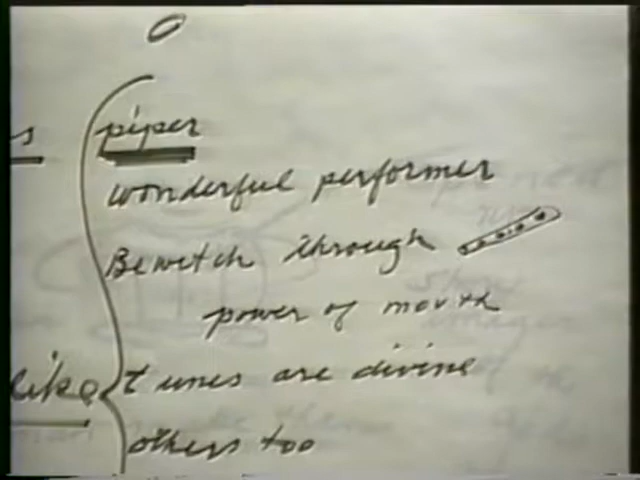 piper
wonderful performer
Bewitch through
power of mouth
like
tunes are divine
others too